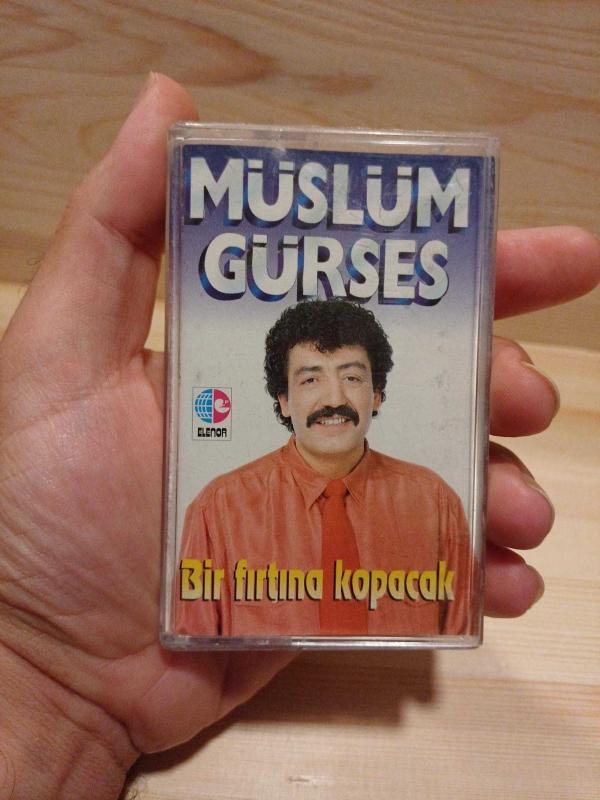 MÜSLÜM
GÜRSES
ELENOR
Bir fırtına kopacak